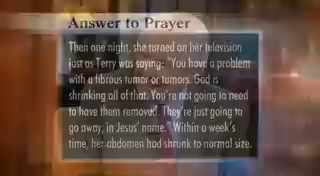 Answer to Prayer
Then one night, she turned on her television
just as Terry was saying: "You have a problem
with a fibrous tumor or tumors. God is
shrinking all of that. You're not going to need
to have them removed. They're just going to
go away, in Jesus' name." Within a week's
time, her abdomen had shrunk to normal size.